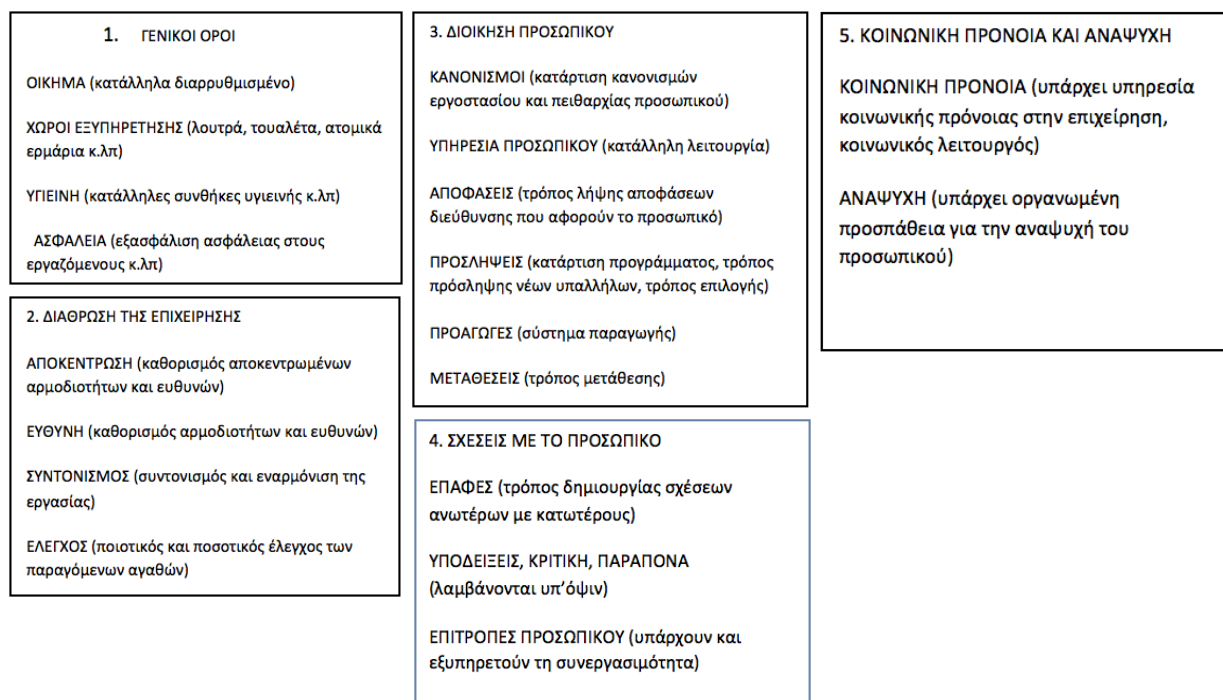 1. ΓΕΝΙΚΟΙ ΟΡΟΙ
ΟΙΚΗΜΑ (κατάλληλα διαρρυθμισμένο)
ΧΩΡΟΙ ΕΞΥΠΗΡΕΤΗΣΗΣ (λουτρά, τουαλέτα, ατομικά
ερμάρια κ.λπ)
ΥΓΙΕΙΝΗ (κατάλληλες συνθήκες υγιεινής κ.λπ)
ΑΣΦΑΛΕΙΑ (εξασφάλιση ασφάλειας στους
εργαζόμενους κ.λπ)
2. ΔΙΑΘΡΩΣΗ ΤΗΣ ΕΠΙΧΕΙΡΗΣΗΣ
ΑΠΟΚΕΝΤΡΩΣΗ (καθορισμός αποκεντρωμένων
αρμοδιοτήτων και ευθυνών)
ΕΥΘΥΝΗ (καθορισμός αρμοδιοτήτων και ευθυνών)
ΣΥΝΤΟΝΙΣΜΟΣ (συντονισμός και εναρμόνιση της
εργασίας)
ΕΛΕΓΧΟΣ (ποιοτικός και ποσοτικός έλεγχος των
παραγόμενων αγαθών)
3. ΔΙΟΙΚΗΣΗ ΠΡΟΣΩΠΙΚΟΥ
ΚΑΝΟΝΙΣΜΟΙ (κατάρτιση κανονισμών
εργοστασίου και πειθαρχίας προσωπικού)
ΥΠΗΡΕΣΙΑ ΠΡΟΣΩΠΙΚΟΥ (κατάλληλη λειτουργία)
ΑΠΟΦΑΣΕΙΣ (τρόπος λήψης αποφάσεων
διεύθυνσης που αφορούν το προσωπικό)
ΠΡΟΣΛΗΨΕΙΣ (κατάρτιση προγράμματος, τρόπος
πρόσληψης νέων υπαλλήλων, τρόπος επιλογής)
ΠΡΟΑΓΩΓΕΣ (σύστημα παραγωγής)
ΜΕΤΑΘΕΣΕΙΣ (τρόπος μετάθεσης)
4. ΣΧΕΣΕΙΣ ΜΕ ΤΟ ΠΡΟΣΩΠΙΚΟ
ΕΠΑΦΕΣ (τρόπος δημιουργίας σχέσεων
ανωτέρων με κατωτέρους)
ΥΠΟΔΕΙΞΕΙΣ, ΚΡΙΤΙΚΗ, ΠΑΡΑΠΟΝΑ
(λαμβάνονται υπ’όψιν)
ΕΠΙΤΡΟΠΕΣ ΠΡΟΣΩΠΙΚΟΥ (υπάρχουν και
εξυπηρετούν τη συνεργασιμότητα)
5. ΚΟΙΝΩΝΙΚΗ ΠΡΟΝΟΙΑ ΚΑΙ ΑΝΑΨΥΧΗ
ΚΟΙΝΩΝΙΚΗ ΠΡΟΝΟΙΑ (υπάρχει υπηρεσία
κοινωνικής πρόνοιας στην επιχείρηση,
κοινωνικός λειτουργός)
ΑΝΑΨΥΧΗ (υπάρχει οργανωμένη
προσπάθεια για την αναψυχή του
προσωπικού)